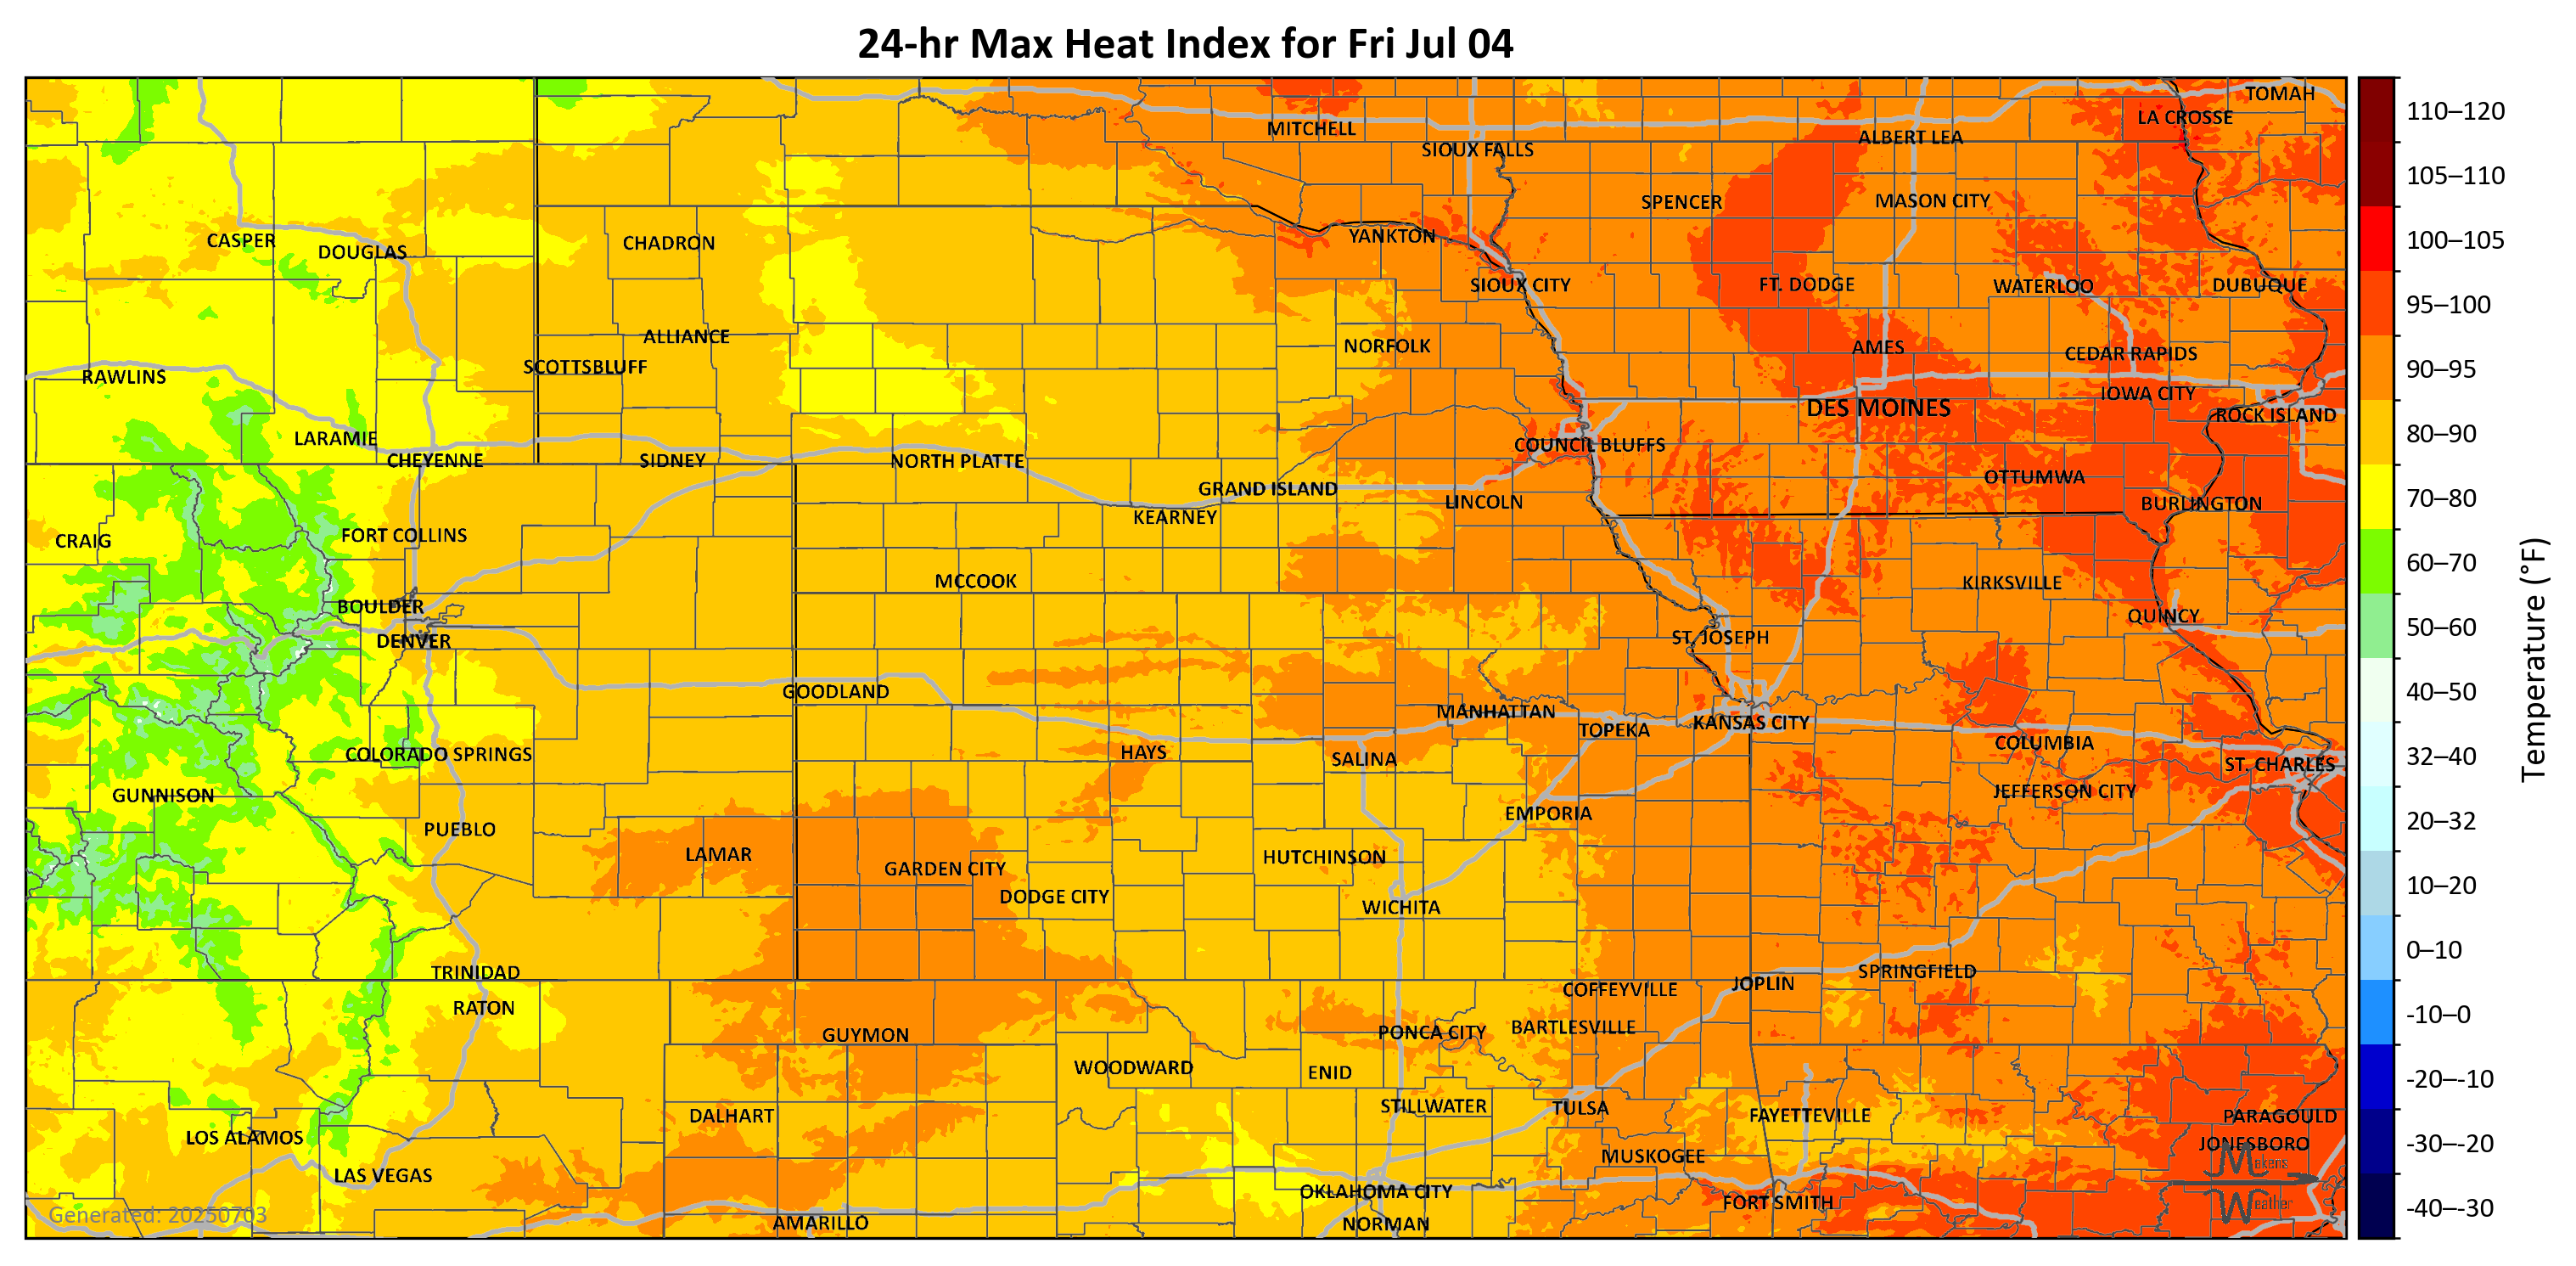 24-hr Max Heat Index for Fri Jul 04
TOMAH
LA CROSSE
MITCHELL
ALBERT LEA
SIOUX FALLS
SPENCER
MASON CITY
CASPER
DOUGLAS
CHADRON
YANKTON
SIOUX CITY
FT. DODGE
WATERLOO
DUBUQUE
ALLIANCE
NORFOLK
AMES
CEDAR RAPIDS
SCOTTSBLUFF
RAWLINS
IOWA CITY
DES MOINES
ROCK ISLAND
LARAMIE
COUNCIL BLUFFS
CHEYENNE
SIDNEY
NORTH PLATTE
OTTUMWA
GRAND ISLAND
LINCOLN
BURLINGTON
KEARNEY
FORT COLLINS
CRAIG
MCCOOK
KIRKSVILLE
BOULDER
QUINCY
DENVER
ST. JOSEPH
GOODLAND
MANHATTAN
KANSAS CITY
TOPEKA
COLUMBIA
COLORADO SPRINGS
HAYS
SALINA
ST. CHARLES
GUNNISON
JEFFERSON CITY
EMPORIA
PUEBLO
LAMAR
HUTCHINSON
GARDEN CITY
DODGE CITY
WICHITA
TRINIDAD
SPRINGFIELD
JOPLIN
COFFEYVILLE
RATON
BARTLESVILLE
GUYMON
PONCA CITY
WOODWARD
ENID
STILLWATER
TULSA
DALHART
FAYETTEVILLE
PARAGOULD
LOS ALAMOS
JONESBORO
MUSKOGEE
LAS VEGAS
OKLAHOMA CITY
FORT SMITH
AMARILLO
NORMAN
Generated: 20250703
Makens
Weather
110–120
105–110
100–105
95–100
90–95
80–90
70–80
60–70
50–60
40–50
32–40
20–32
10–20
0–10
-10–0
-20–-10
-30–-20
-40–-30
Temperature (°F)